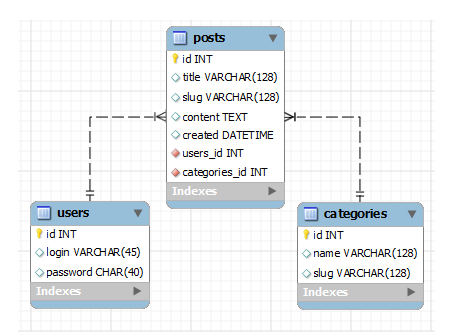 posts
id INT
title VARCHAR(128)
slug VARCHAR(128)
content TEXT
created DATETIME
users_id INT
categories_id INT
Indexes
users
id INT
login VARCHAR(45)
password CHAR(40)
Indexes
categories
id INT
name VARCHAR(128)
slug VARCHAR(128)
Indexes